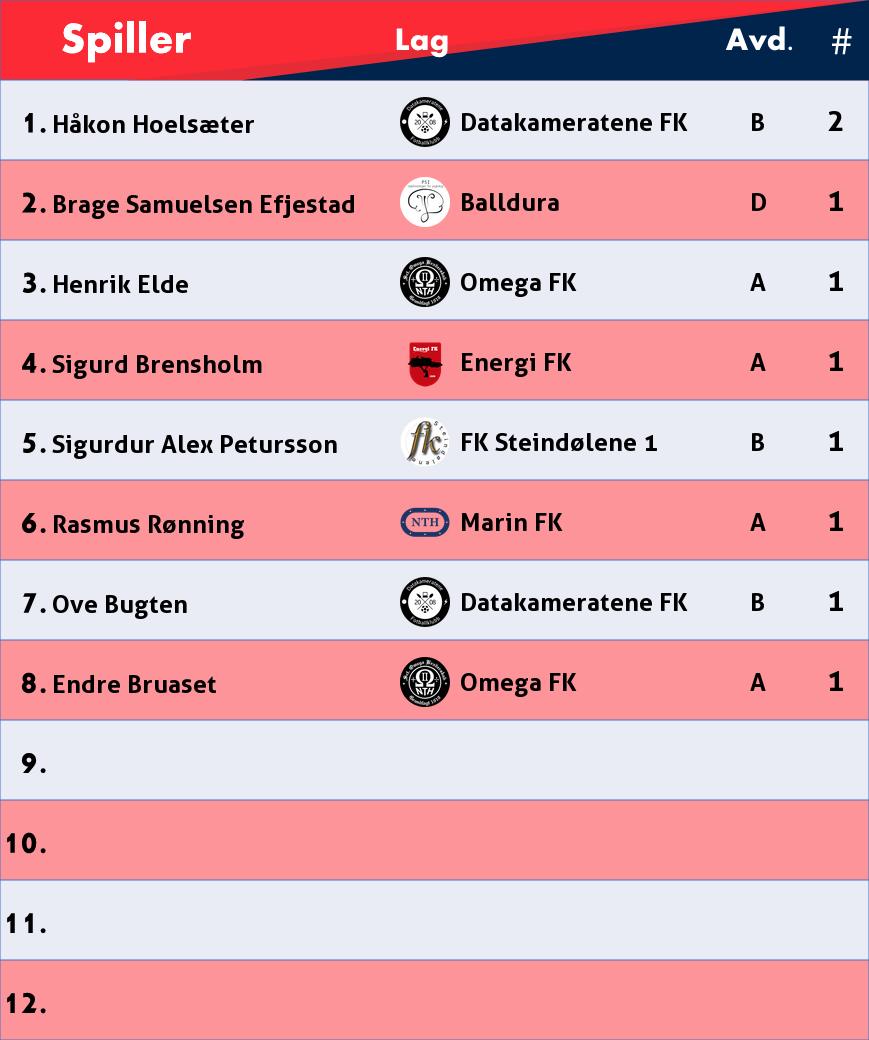 Spiller Lag Avd. #
1. Håkon Hoelsæter Datakameratene FK B 2
2. Brage Samuelsen Efjestad Balldura D 1
3. Henrik Elde Omega FK A 1
4. Sigurd Brensholm Energi FK A 1
5. Sigurdur Alex Petursson FK Steindølene 1 B 1
6. Rasmus Rønning NTH Marin FK A 1
7. Ove Bugten Datakameratene FK B 1
8. Endre Bruaset Omega FK A 1
9.
10.
11.
12.